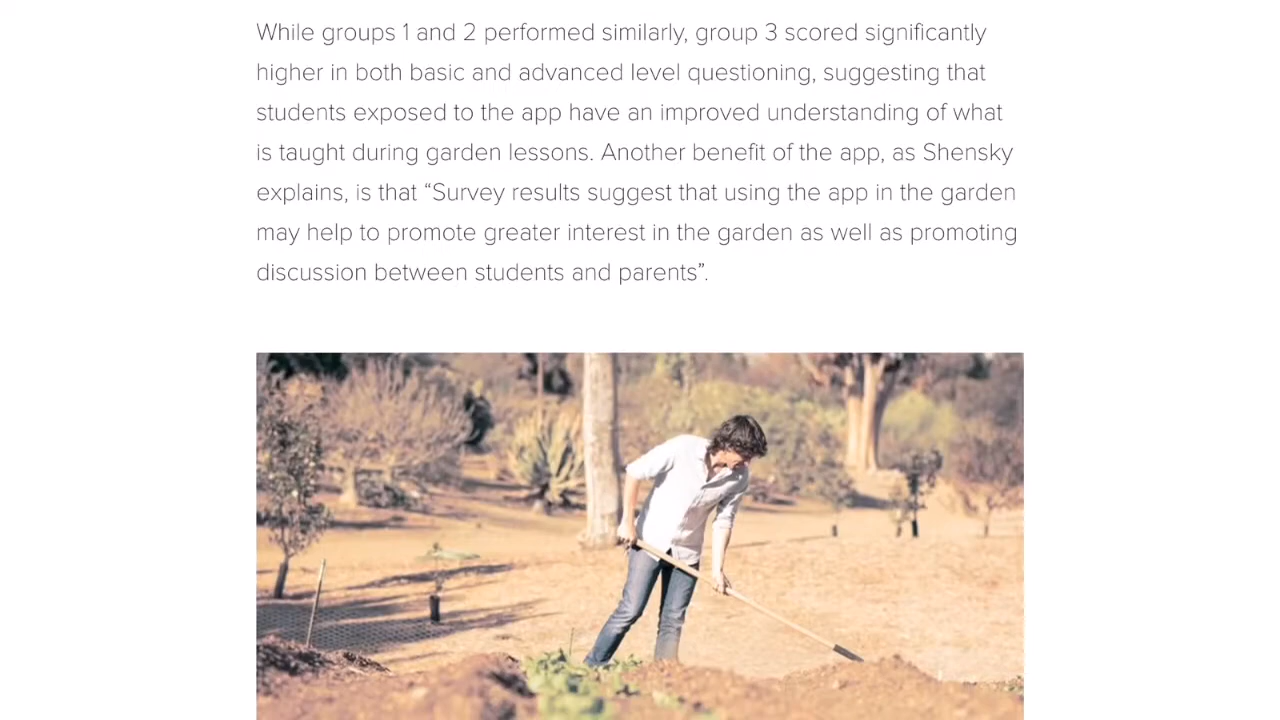 While groups 1 and 2 performed similarly, group 3 scored significantly
higher in both basic and advanced level questioning, suggesting that
students exposed to the app have an improved understanding of what
is taught during garden lessons. Another benefit of the app, as Shensky
explains, is that “Survey results suggest that using the app in the garden
may help to promote greater interest in the garden as well as promoting
discussion between students and parents”.